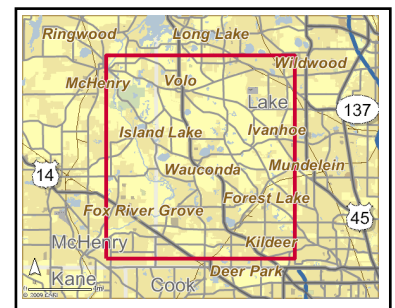 Ringwood
Long Lake
Wildwood
McHenry
Volo
Lake
137
Island Lake
Ivanhoe
Wauconda
Mundelein
14
Forest Lake
Fox River Grove
45
McHenry
Kildeer
Deer Park
Kane
Cook